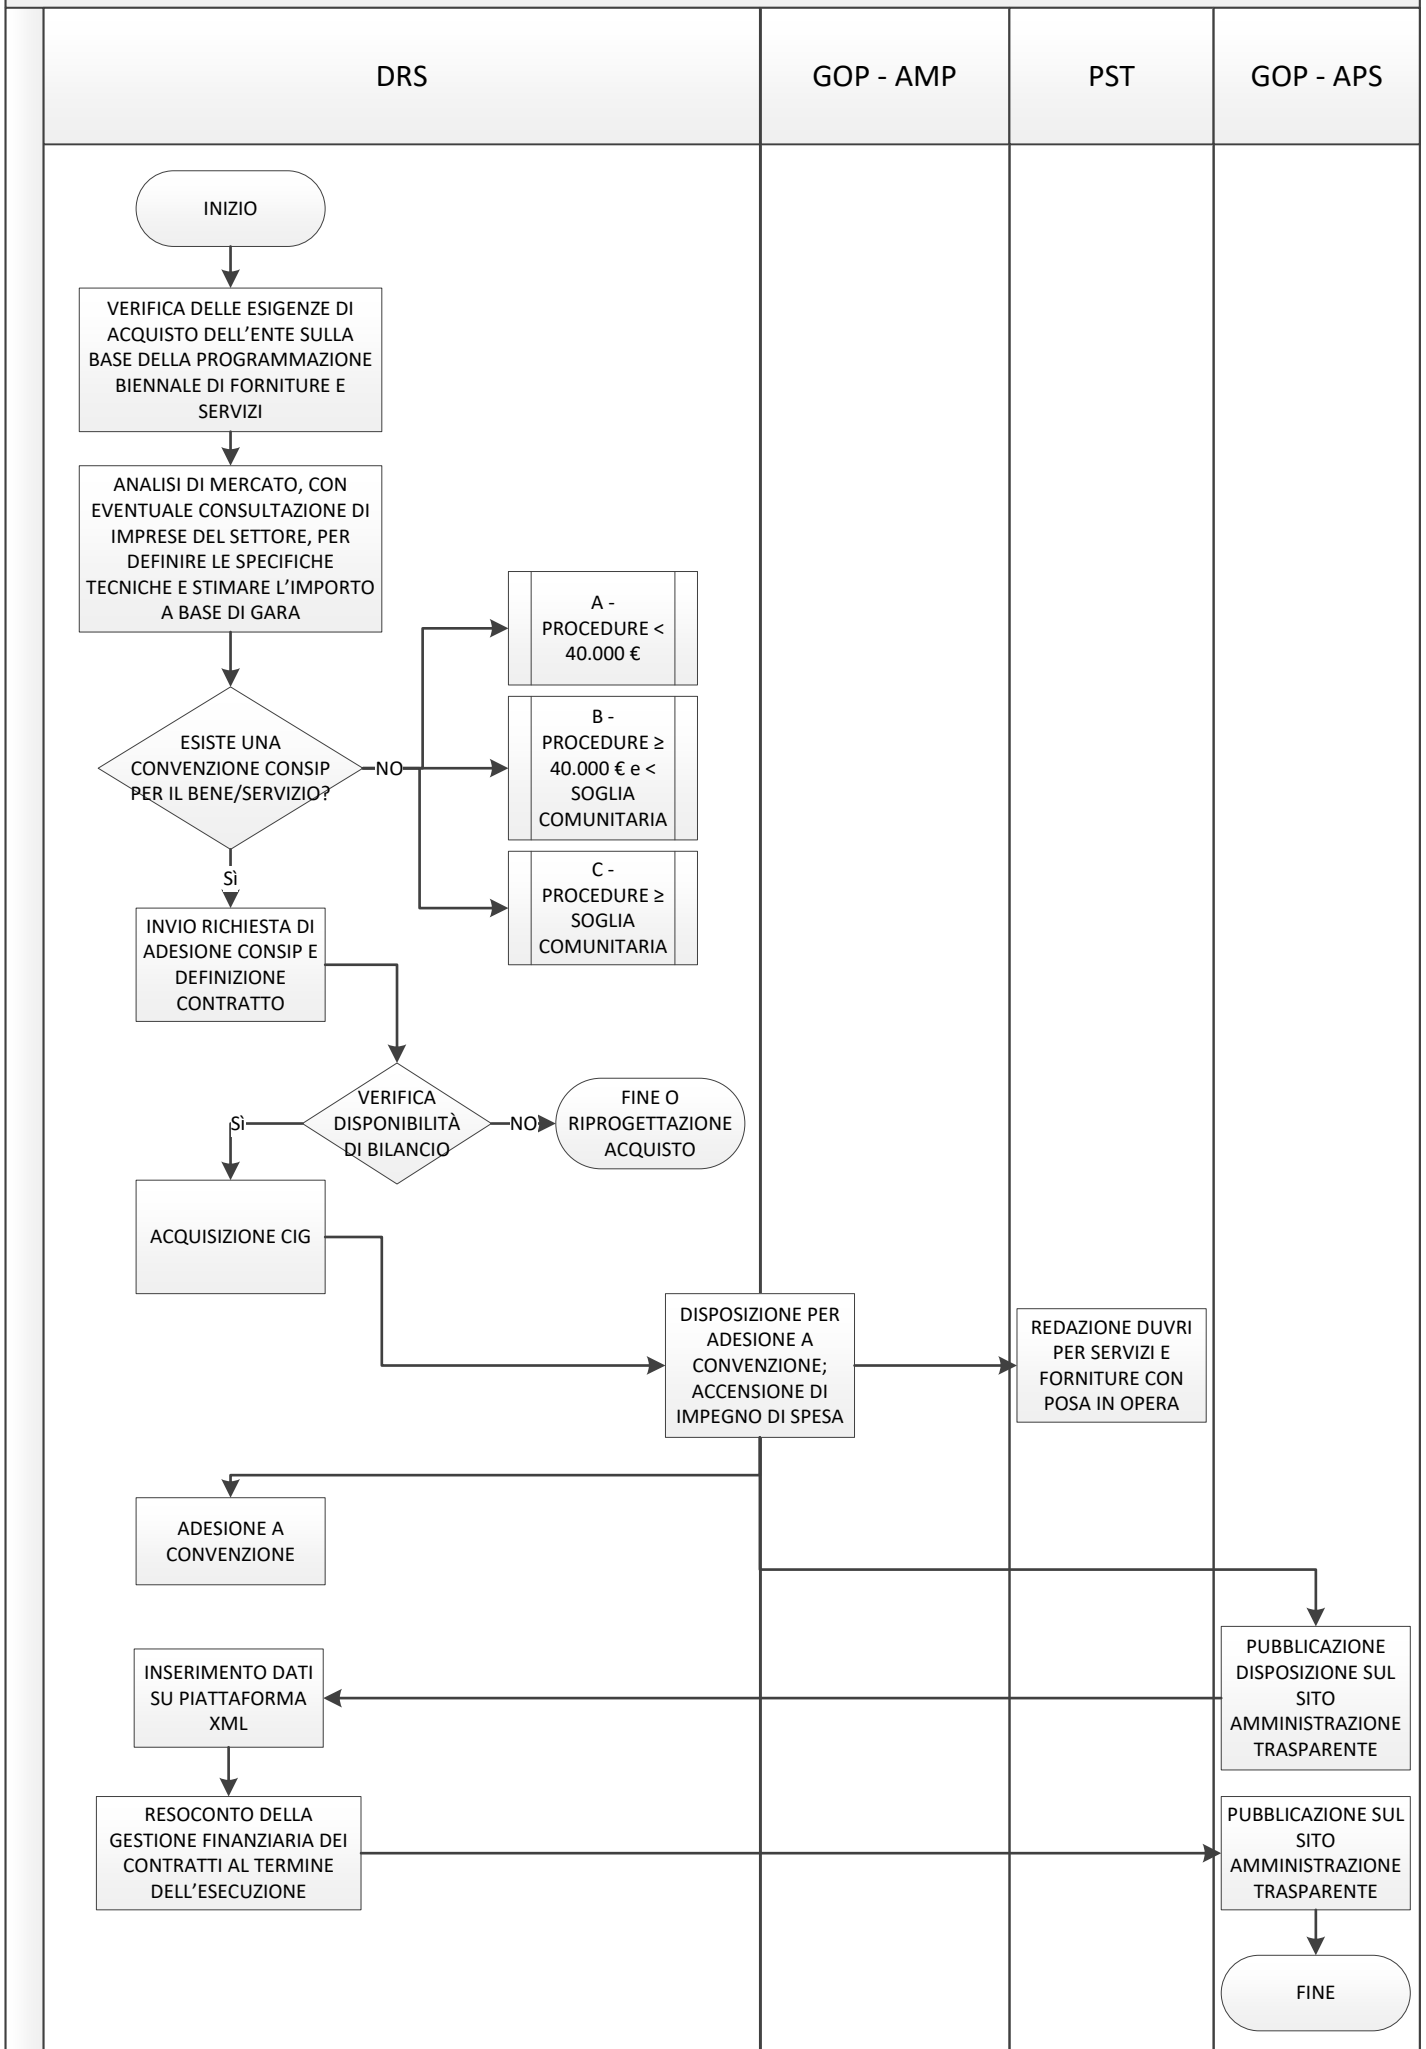 DRS
GOP - AMP
PST
GOP - APS
INIZIO
VERIFICA DELLE ESIGENZE DI
ACQUISTO DELL’ENTE SULLA
BASE DELLA PROGRAMMAZIONE
BIENNALE DI FORNITURE E
SERVIZI
ANALISI DI MERCATO, CON
EVENTUALE CONSULTAZIONE DI
IMPRESE DEL SETTORE, PER
DEFINIRE LE SPECIFICHE
TECNICHE E STIMARE L’IMPORTO
A BASE DI GARA
A -
PROCEDURE <
40.000 €
ESISTE UNA
CONVENZIONE CONSIP
PER IL BENE/SERVIZIO?
NO
B -
PROCEDURE ≥
40.000 € e <
SOGLIA
COMUNITARIA
C -
PROCEDURE ≥
SOGLIA
COMUNITARIA
Sì
INVIO RICHIESTA DI
ADESIONE CONSIP E
DEFINIZIONE
CONTRATTO
VERIFICA
DISPONIBILITÀ
DI BILANCIO
Sì
NO
FINE O
RIPROGETTAZIONE
ACQUISTO
ACQUISIZIONE CIG
DISPOSIZIONE PER
ADESIONE A
CONVENZIONE;
ACCENSIONE DI
IMPEGNO DI SPESA
REDAZIONE DUVRI
PER SERVIZI E
FORNITURE CON
POSA IN OPERA
ADESIONE A
CONVENZIONE
PUBBLICAZIONE
DISPOSIZIONE SUL
SITO
AMMINISTRAZIONE
TRASPARENTE
INSERIMENTO DATI
SU PIATTAFORMA
XML
RESOCONTO DELLA
GESTIONE FINANZIARIA DEI
CONTRATTI AL TERMINE
DELL’ESECUZIONE
PUBBLICAZIONE SUL
SITO
AMMINISTRAZIONE
TRASPARENTE
FINE